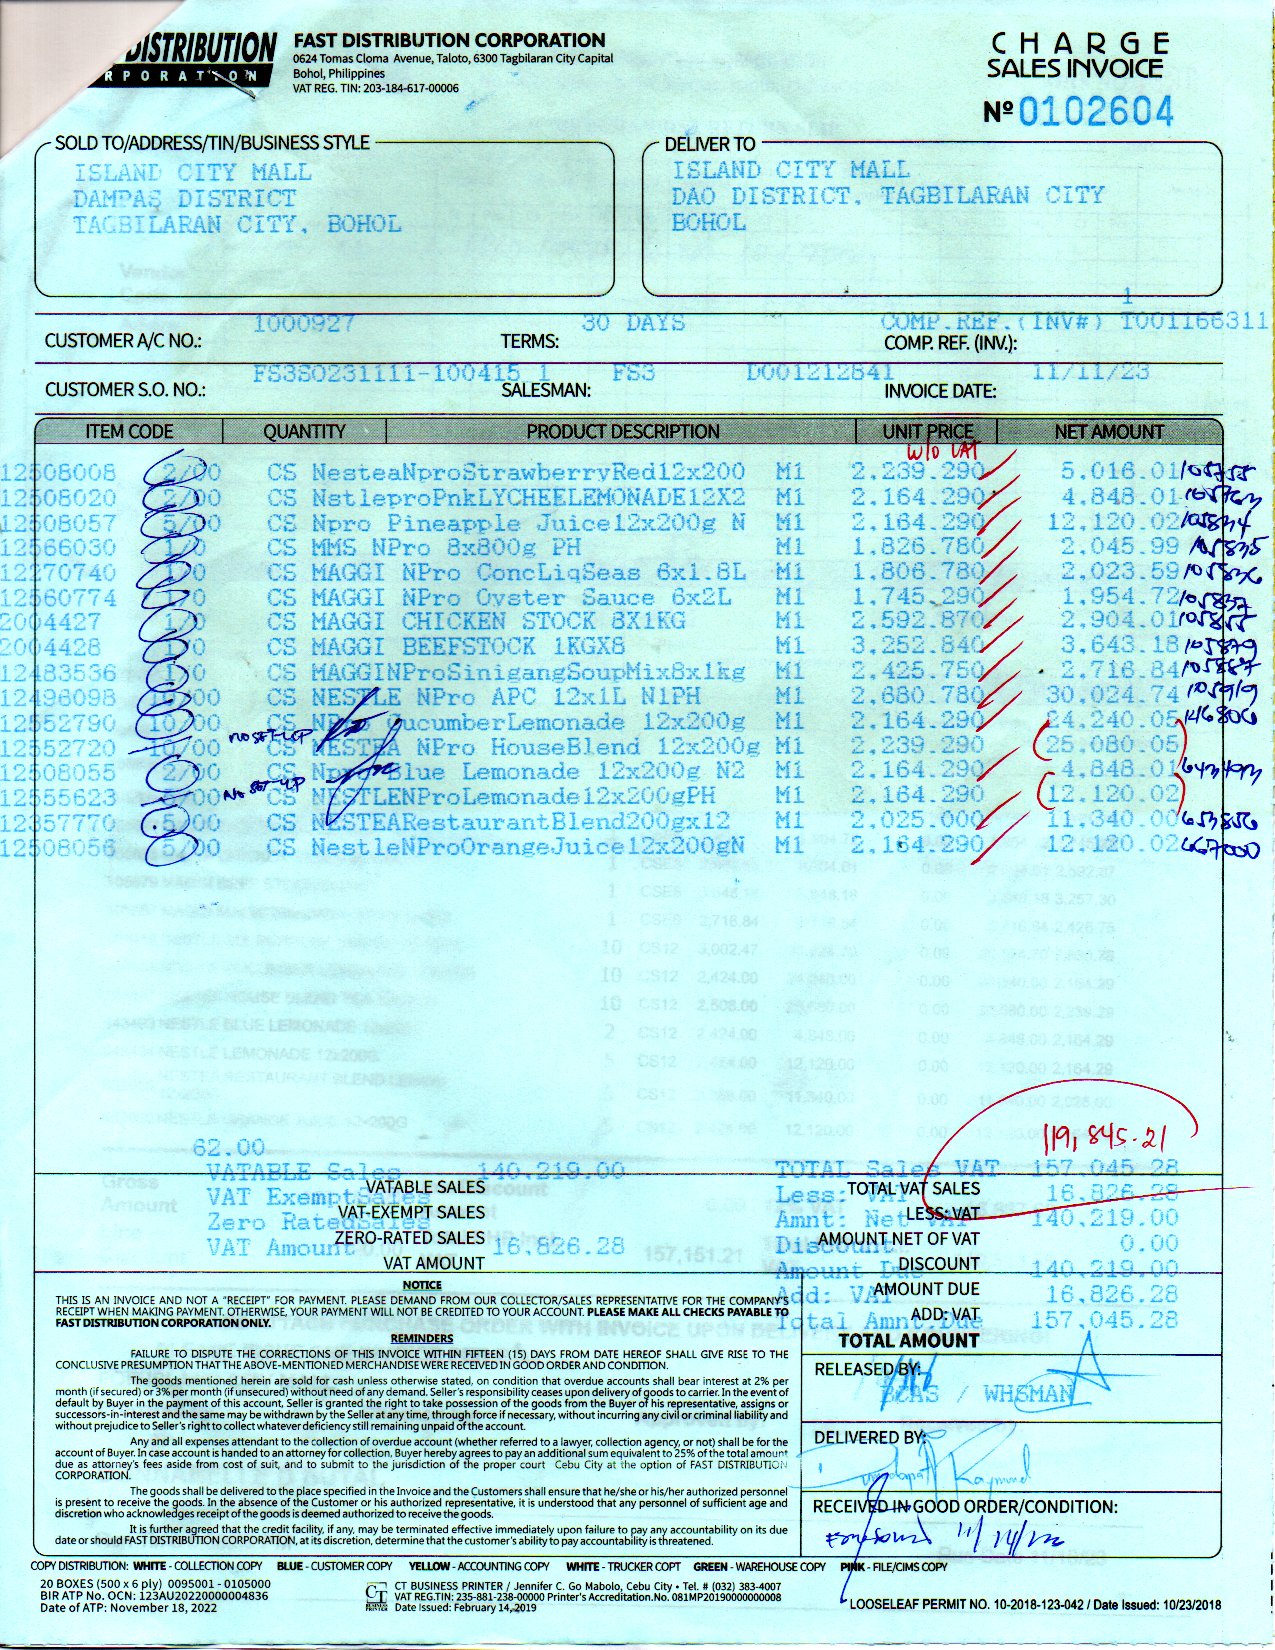 DISTRIBUTION
RPORATION
FAST DISTRIBUTION CORPORATION
0624 Tomas Cloma Avenue, Taloto, 6300 Tagbilaran City Capital
Bohol, Philippines
VAT REG. TIN: 203-184-617-00006
CHARGE
SALES INVOICE
Nº 0102604
SOLD TO/ADDRESS/TIN/BUSINESS STYLE
ISLAND CITY MALL
DAMPAS DISTRICT
TAGBILARAN CITY, BOHOL
DELIVER TO
ISLAND CITY MALL
DAO DISTRICT, TAGBILARAN CITY
BOHOL
1
1000927 30 DAYS COMP.REF.(INV#) T001166311
CUSTOMER A/C NO.: TERMS: COMP. REF. (INV.):
FS3SO231111-100415 1 FS3 D001212841 11/11/23
CUSTOMER S.O. NO.: SALESMAN: INVOICE DATE:
ITEM CODE QUANTITY PRODUCT DESCRIPTION UNIT PRICE NET AMOUNT
w/o VAT
12508008 2/00 CS NesteaNproStrawberryRed12x200 M1 2,239.290 5,016.01 105755
12508020 2/00 CS NstleproPnkLYCHEELEMONADE12X2 M1 2,164.290 4,848.01 105763
12508057 5/00 CS Npro Pineapple Juice12x200g N M1 2,164.290 12,120.02 105834
12566030 1/0 CS MMS NPro 8x800g PH M1 1,826.780 2,045.99 105835
12270740 1/00 CS MAGGI NPro ConcLiqSeas 6x1.8L M1 1,806.780 2,023.59 105836
12560774 1/00 CS MAGGI NPro Oyster Sauce 6x2L M1 1,745.290 1,954.72 105837
2004427 1/0 CS MAGGI CHICKEN STOCK 8X1KG M1 2,592.870 2,904.01 105855
2004428 1/0 CS MAGGI BEEFSTOCK 1KGX8 M1 3,252.840 3,643.18 105879
12483536 1/00 CS MAGGINProSinigangSoupMix8x1kg M1 2,425.750 2,716.84 105887
12496098 10/00 CS NESTLE NPro APC 12x1L N1PH M1 2,680.780 30,024.74 105919
12552790 10/00 CS CucumberLemonade 12x200g M1 2,164.290 24,240.05 146806
12552720 10/00 no set-up CS NESTEA NPro HouseBlend 12x200g M1 2,239.290 (25,080.05)
12508055 2/00 CS Npro Blue Lemonade 12x200g N2 M1 2,164.290 4,848.01 643493
12555623 5/00 No set-up CS NESTLENProLemonade12x200gPH M1 2,164.290 (12,120.02)
12357770 5/00 CS NESTEARestaurantBlend200gx12 M1 2,025.000 11,340.00 653856
12508056 5/00 CS NestleNProOrangeJuice12x200gN M1 2,164.290 12,120.02 667000
119,845.21
62.00
VATABLE Sales 140,219.00 TOTAL Sales VAT 157,045.28
VATABLE SALES TOTAL VAT SALES
VAT ExemptSales Less: VAT 16,826.28
VAT-EXEMPT SALES LESS: VAT
Zero RatedSales Amnt: Net VAT 140,219.00
ZERO-RATED SALES AMOUNT NET OF VAT
VAT Amount 16,826.28 Discount 0.00
VAT AMOUNT DISCOUNT
Amount Due 140,219.00
AMOUNT DUE
Add: VAT 16,826.28
ADD: VAT
Total Amnt.Due 157,045.28
TOTAL AMOUNT
NOTICE
THIS IS AN INVOICE AND NOT A "RECEIPT" FOR PAYMENT. PLEASE DEMAND FROM OUR COLLECTOR/SALES REPRESENTATIVE FOR THE COMPANY'S
RECEIPT WHEN MAKING PAYMENT. OTHERWISE, YOUR PAYMENT WILL NOT BE CREDITED TO YOUR ACCOUNT. PLEASE MAKE ALL CHECKS PAYABLE TO
FAST DISTRIBUTION CORPORATION ONLY.
REMINDERS
FAILURE TO DISPUTE THE CORRECTIONS OF THIS INVOICE WITHIN FIFTEEN (15) DAYS FROM DATE HEREOF SHALL GIVE RISE TO THE
CONCLUSIVE PRESUMPTION THAT THE ABOVE-MENTIONED MERCHANDISE WERE RECEIVED IN GOOD ORDER AND CONDITION.
The goods mentioned herein are sold for cash unless otherwise stated, on condition that overdue accounts shall bear interest at 2% per
month (if secured) or 3% per month (if unsecured) without need of any demand. Seller's responsibility ceases upon delivery of goods to carrier. In the event of
default by Buyer in the payment of this account, Seller is granted the right to take possession of the goods from the Buyer of his representative, assigns or
successors-in-interest and the same may be withdrawn by the Seller at any time, through force if necessary, without incurring any civil or criminal liability and
without prejudice to Seller's right to collect whatever deficiency still remaining unpaid of the account.
Any and all expenses attendant to the collection of overdue account (whether referred to a lawyer, collection agency, or not) shall be for the
account of Buyer. In case account is handed to an attorney for collection, Buyer hereby agrees to pay an additional sum equivalent to 25% of the total amount
due as attorney's fees aside from cost of suit, and to submit to the jurisdiction of the proper court Cebu City at the option of FAST DISTRIBUTION
CORPORATION.
The goods shall be delivered to the place specified in the Invoice and the Customers shall ensure that he/she or his/her authorized personnel
is present to receive the goods. In the absence of the Customer or his authorized representative, it is understood that any personnel of sufficient age and
discretion who acknowledges receipt of the goods is deemed authorized to receive the goods.
It is further agreed that the credit facility, if any, may be terminated effective immediately upon failure to pay any accountability on its due
date or should FAST DISTRIBUTION CORPORATION, at its discretion, determine that the customer's ability to pay accountability is threatened.
RELEASED BY:
BCAS / WHSMAN
DELIVERED BY:
Raymund
RECEIVED IN GOOD ORDER/CONDITION:
COPY DISTRIBUTION: WHITE - COLLECTION COPY BLUE - CUSTOMER COPY YELLOW - ACCOUNTING COPY WHITE - TRUCKER COPT GREEN - WAREHOUSE COPY PINK - FILE/CIMS COPY
20 BOXES (500 x 6 ply) 0095001 - 0105000
BIR ATP No. OCN: 123AU20220000004836
Date of ATP: November 18, 2022
CT BUSINESS PRINTER / Jennifer C. Go Mabolo, Cebu City • Tel. # (032) 383-4007
VAT REG.TIN: 235-881-238-00000 Printer's Accreditation.No. 081MP20190000000008
Date Issued: February 14, 2019
LOOSELEAF PERMIT NO. 10-2018-123-042 / Date Issued: 10/23/2018